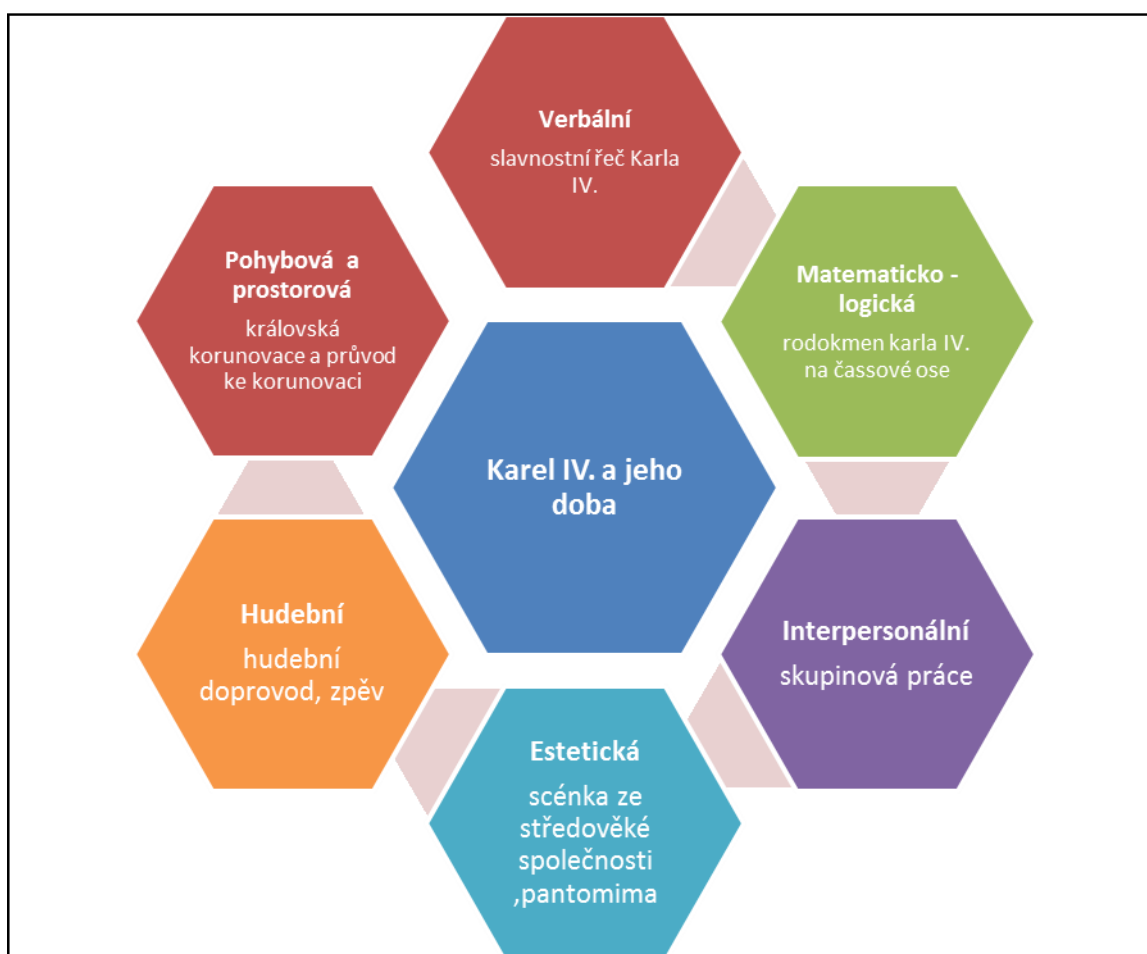 Verbální
slavnostní řeč Karla
IV.
Matematicko -
logická
rodokmen karla IV.
na čassové ose
Interpersonální
skupinová práce
Estetická
scénka ze
středověké
společnosti
,pantomima
Hudební
hudební
doprovod, zpěv
Pohybová a
prostorová
královská
korunovace a průvod
ke korunovaci
Karel IV. a jeho
doba